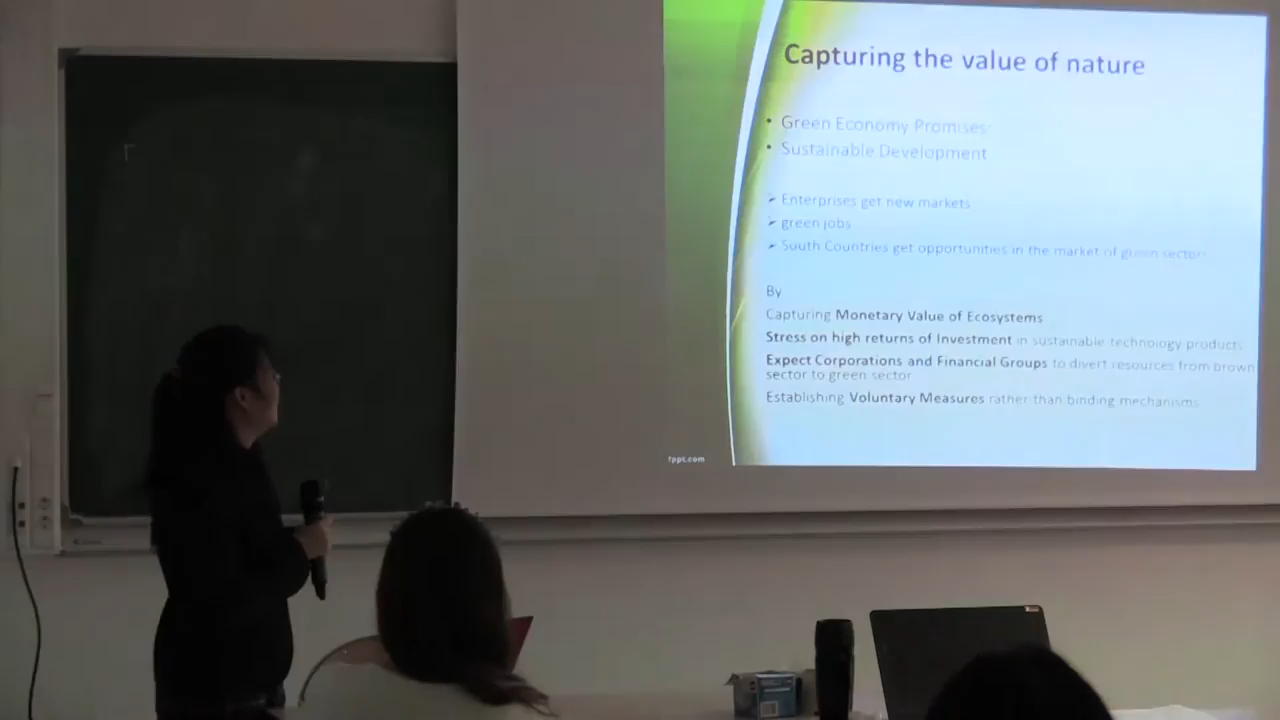 Capturing the value of nature
• Green Economy Promises:
• Sustainable Development
➢ Enterprises get new markets
➢ green jobs
➢ South Countries get opportunities in the market of green sectors
By
Capturing Monetary Value of Ecosystems
Stress on high returns of Investment in sustainable technology products
Expect Corporations and Financial Groups to divert resources from brown
sector to green sector
Establishing Voluntary Measures rather than binding mechanisms
fppt.com